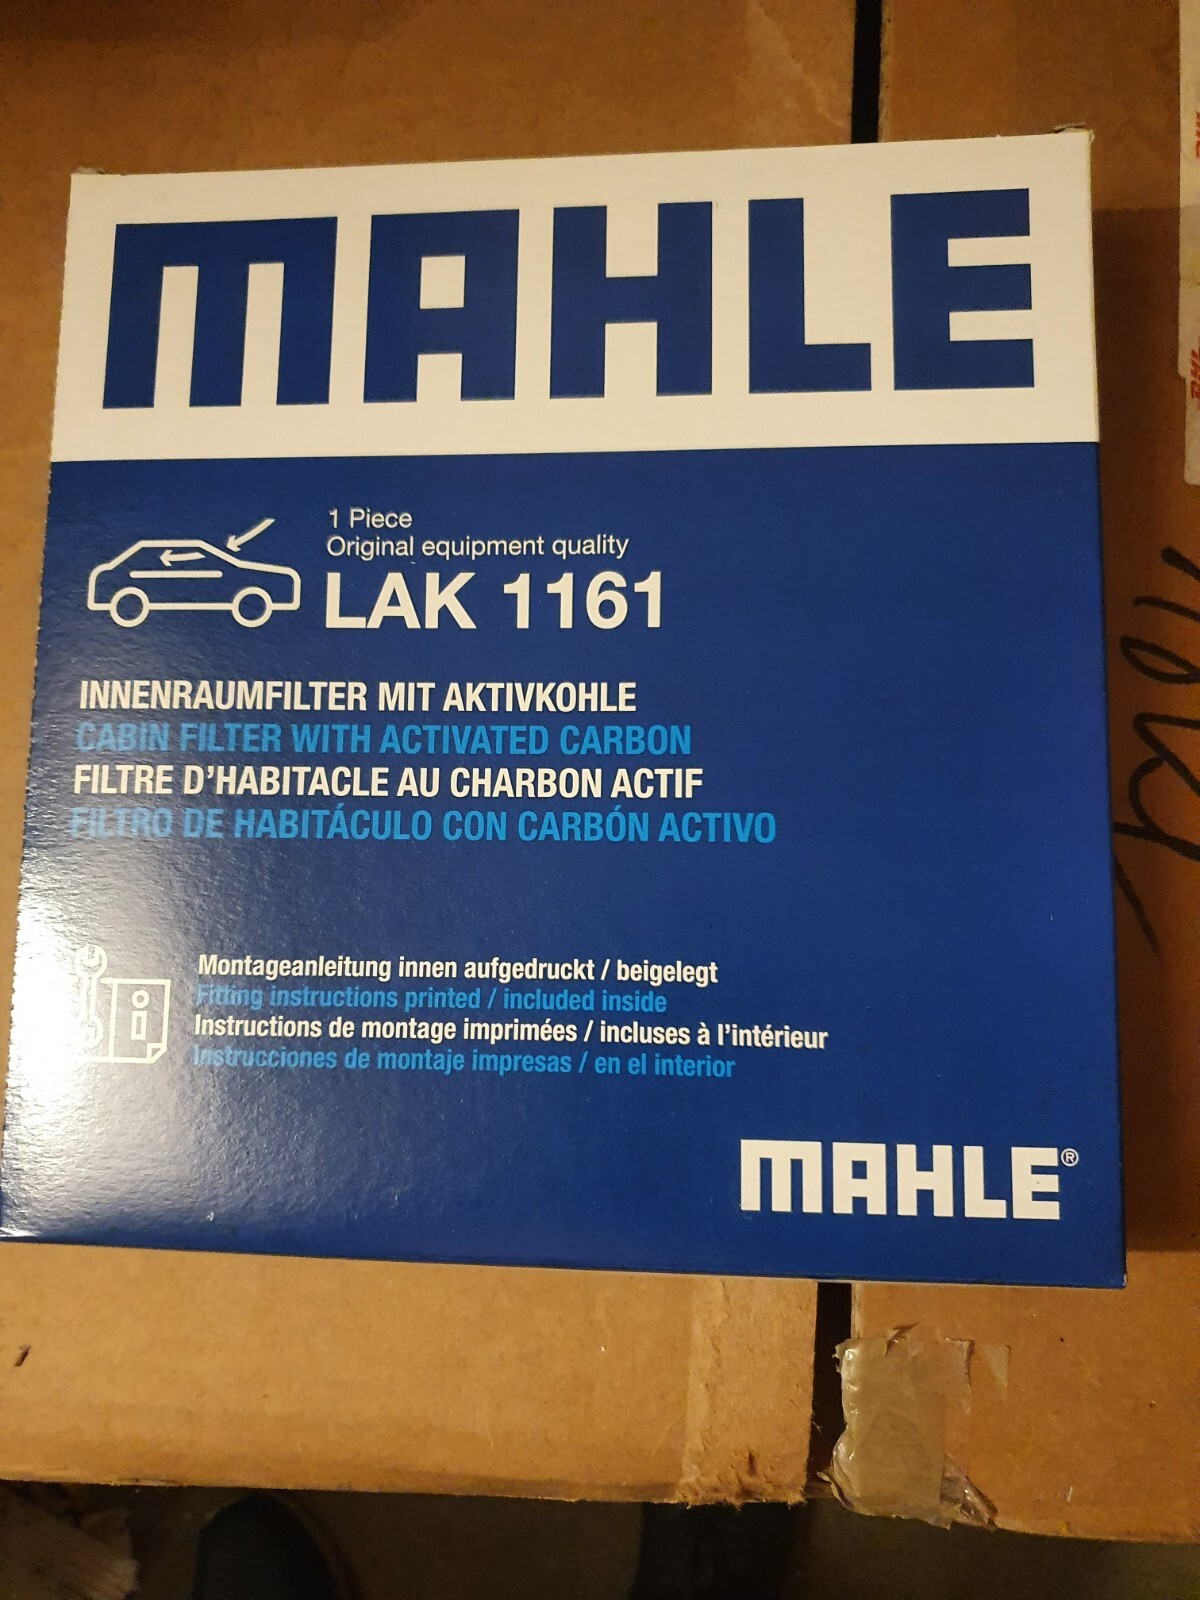 MAHLE
1 Piece
Original equipment quality
LAK 1161
INNENRAUMFILTER MIT AKTIVKOHLE
CABIN FILTER WITH ACTIVATED CARBON
FILTRE D'HABITACLE AU CHARBON ACTIF
FILTRO DE HABITÁCULO CON CARBÓN ACTIVO
Montageanleitung innen aufgedruckt / beigelegt
Fitting instructions printed / included inside
Instructions de montage imprimées / incluses à l'intérieur
Instrucciones de montaje impresas / en el interior
MAHLE®